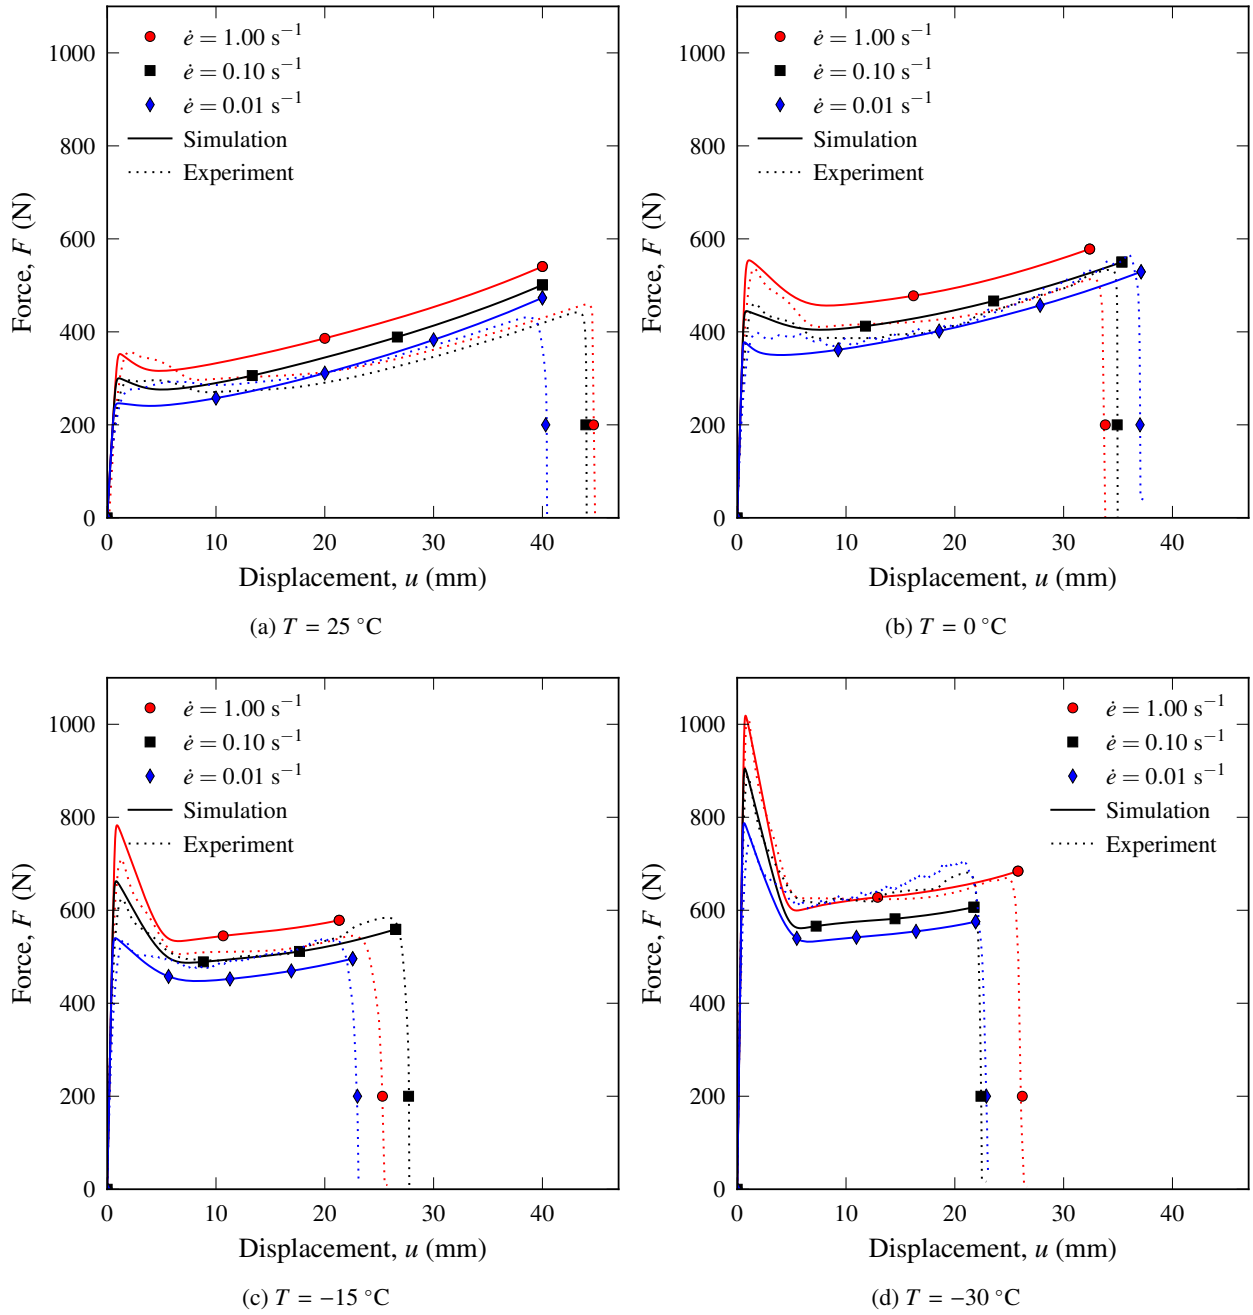 1000
800
600
400
200
0
0 10 20 30 40
Force, F (N)
Displacement, u (mm)
ė = 1.00 s⁻¹
ė = 0.10 s⁻¹
ė = 0.01 s⁻¹
Simulation
Experiment
(a) T = 25 °C
1000
800
600
400
200
0
0 10 20 30 40
Force, F (N)
Displacement, u (mm)
ė = 1.00 s⁻¹
ė = 0.10 s⁻¹
ė = 0.01 s⁻¹
Simulation
Experiment
(b) T = 0 °C
1000
800
600
400
200
0
0 10 20 30 40
Force, F (N)
Displacement, u (mm)
ė = 1.00 s⁻¹
ė = 0.10 s⁻¹
ė = 0.01 s⁻¹
Simulation
Experiment
(c) T = −15 °C
1000
800
600
400
200
0
0 10 20 30 40
Force, F (N)
Displacement, u (mm)
ė = 1.00 s⁻¹
ė = 0.10 s⁻¹
ė = 0.01 s⁻¹
Simulation
Experiment
(d) T = −30 °C